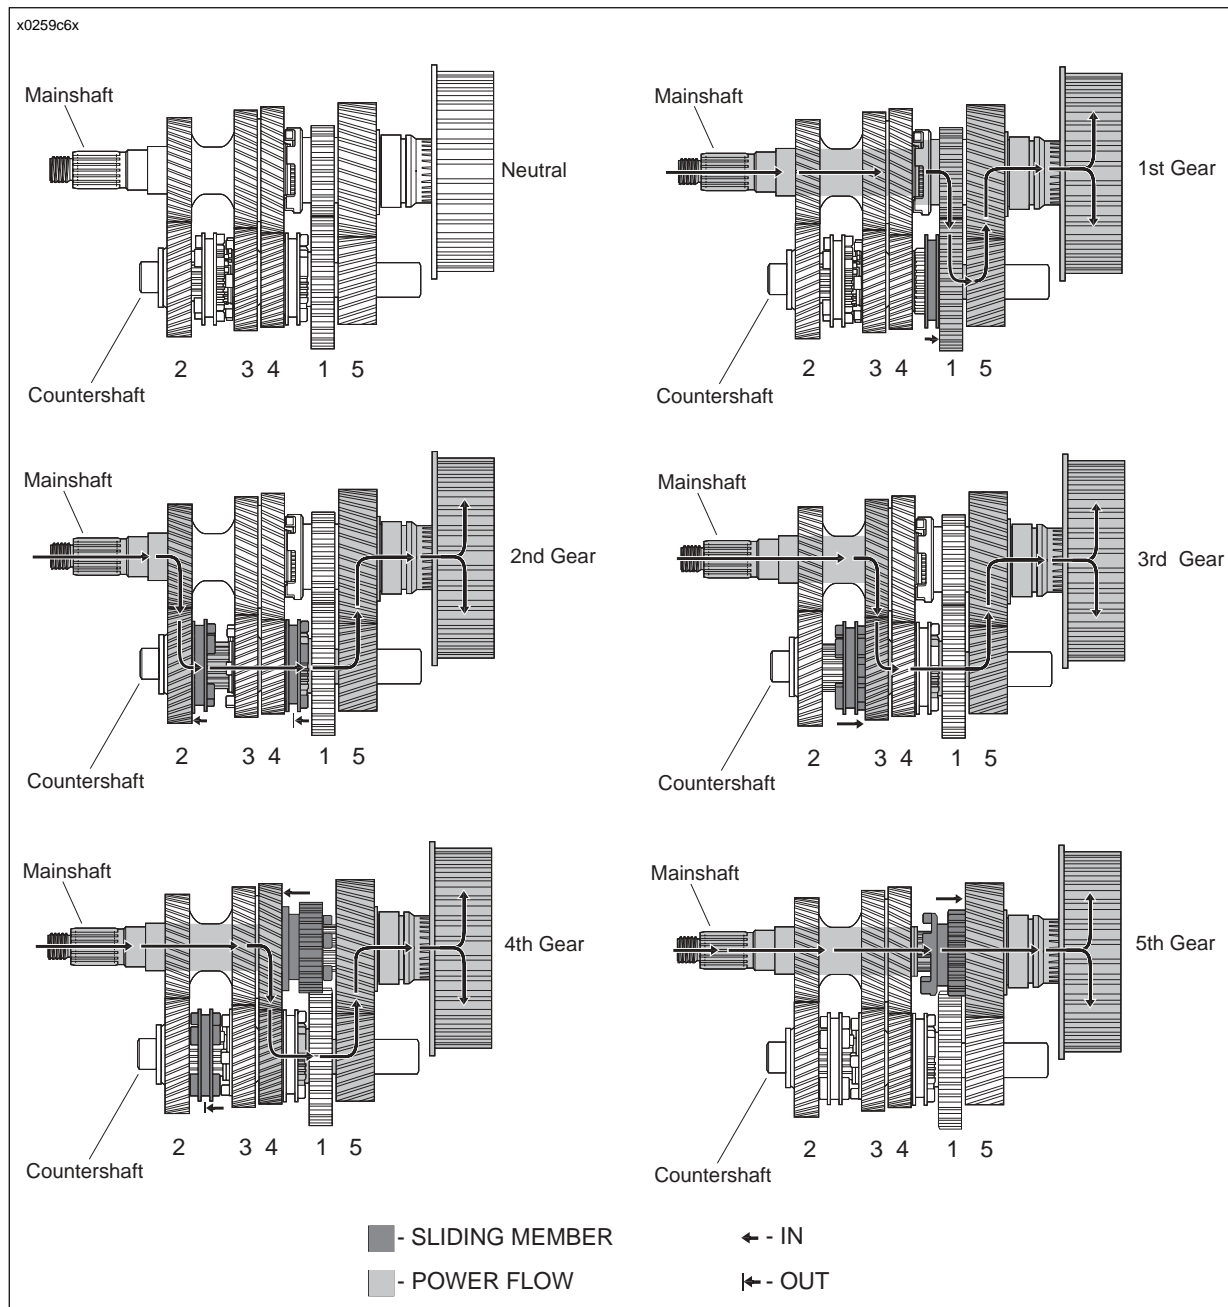 x0259c6x
Mainshaft
Neutral
2 3 4 1 5
Countershaft
Mainshaft
1st Gear
2 3 4 1 5
Countershaft
Mainshaft
2nd Gear
2 3 4 1 5
Countershaft
Mainshaft
3rd Gear
2 3 4 1 5
Countershaft
Mainshaft
4th Gear
2 3 4 1 5
Countershaft
Mainshaft
5th Gear
2 3 4 1 5
Countershaft
- SLIDING MEMBER
- IN
- POWER FLOW
- OUT